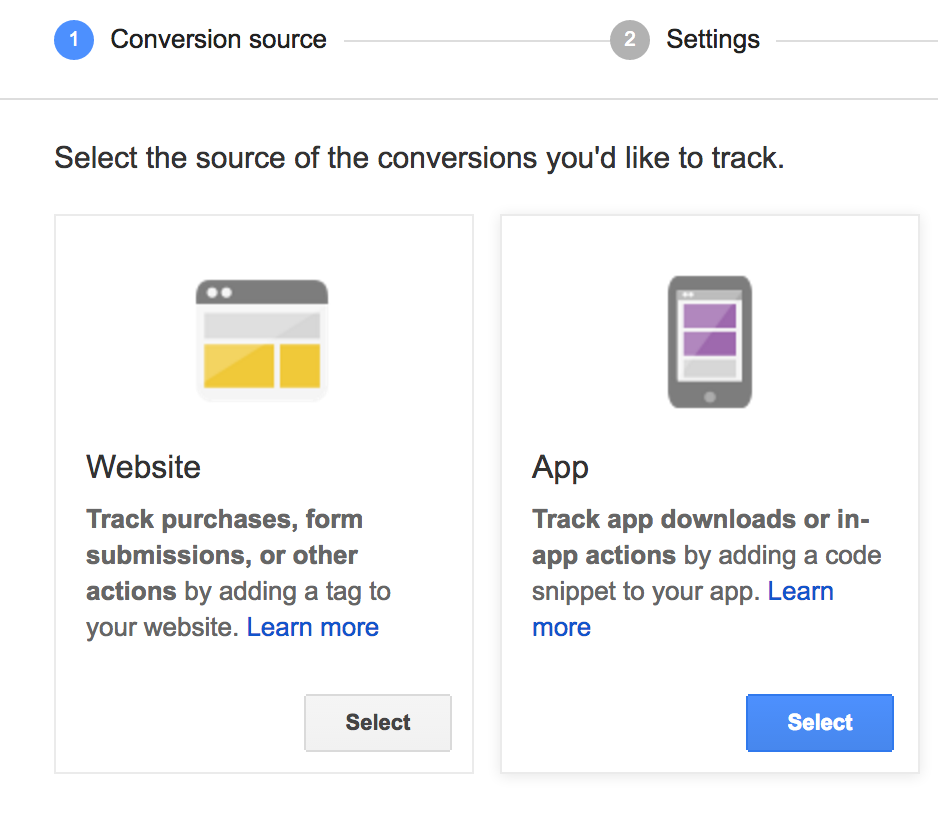 1 Conversion source
2 Settings
Select the source of the conversions you'd like to track.
Website
Track purchases, form
submissions, or other
actions by adding a tag to
your website. Learn more
Select
App
Track app downloads or in-
app actions by adding a code
snippet to your app. Learn
more
Select